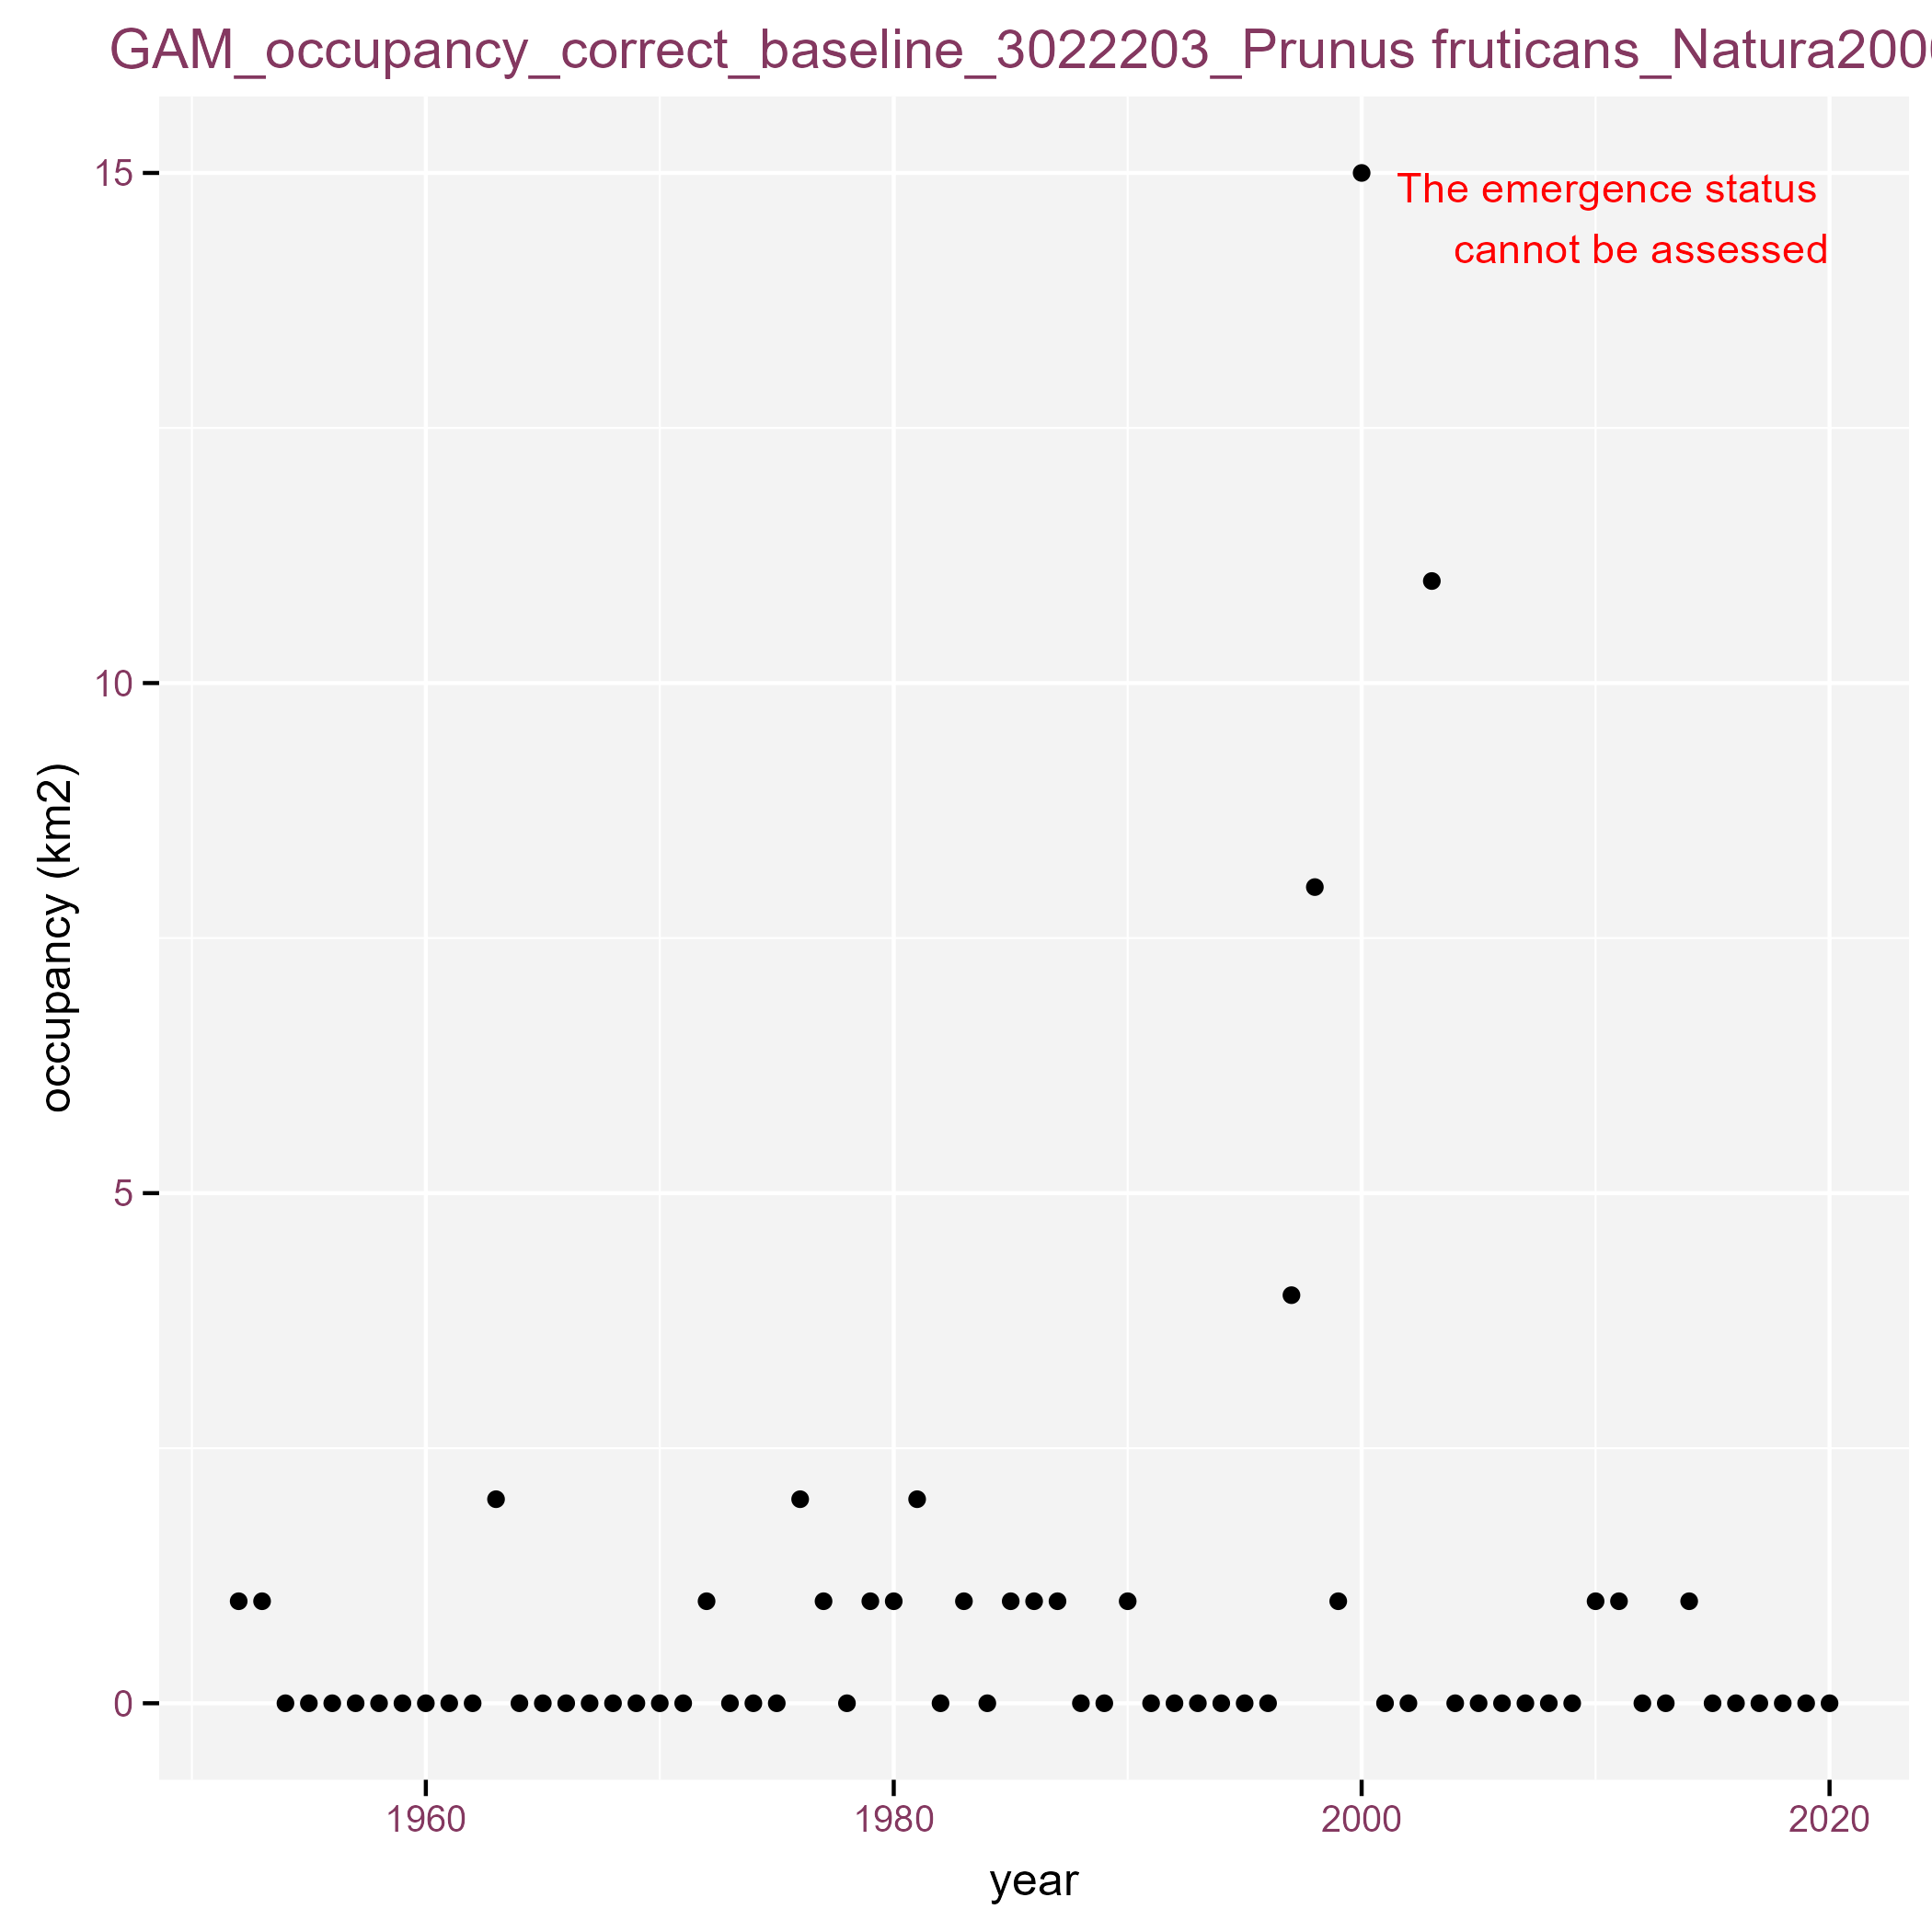 GAM_occupancy_correct_baseline_3022203_Prunus fruticans_Natura200
The emergence status
cannot be assessed
15
10
5
0
occupancy (km2)
1960 1980 2000 2020
year